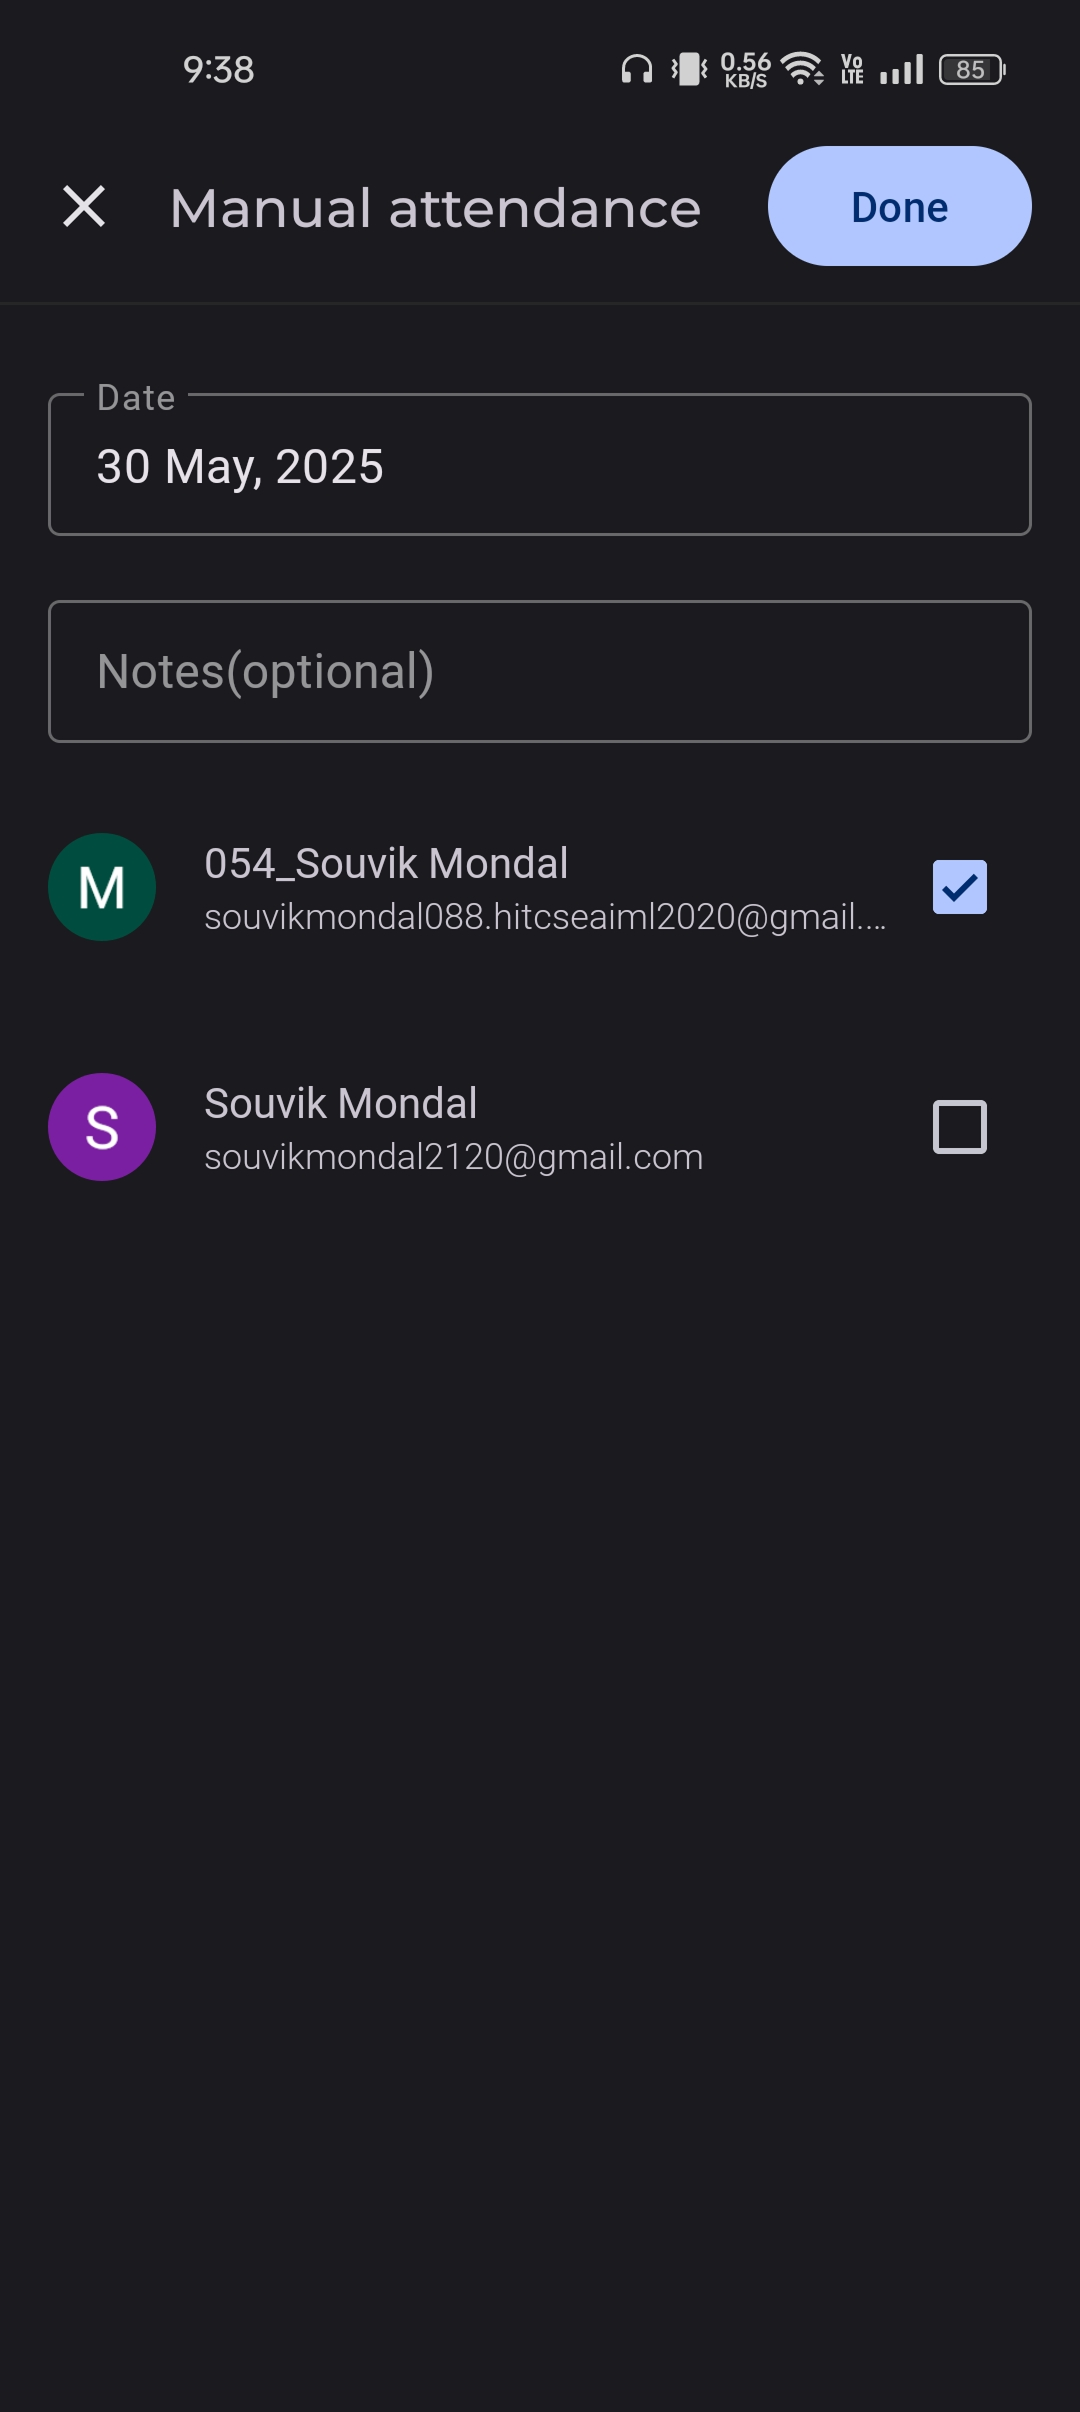 9:38
0.56
KB/S
Vo
LTE
85
Manual attendance
Done
Date
30 May, 2025
Notes(optional)
M
054_Souvik Mondal
souvikmondal088.hitcseaiml2020@gmail....
S
Souvik Mondal
souvikmondal2120@gmail.com